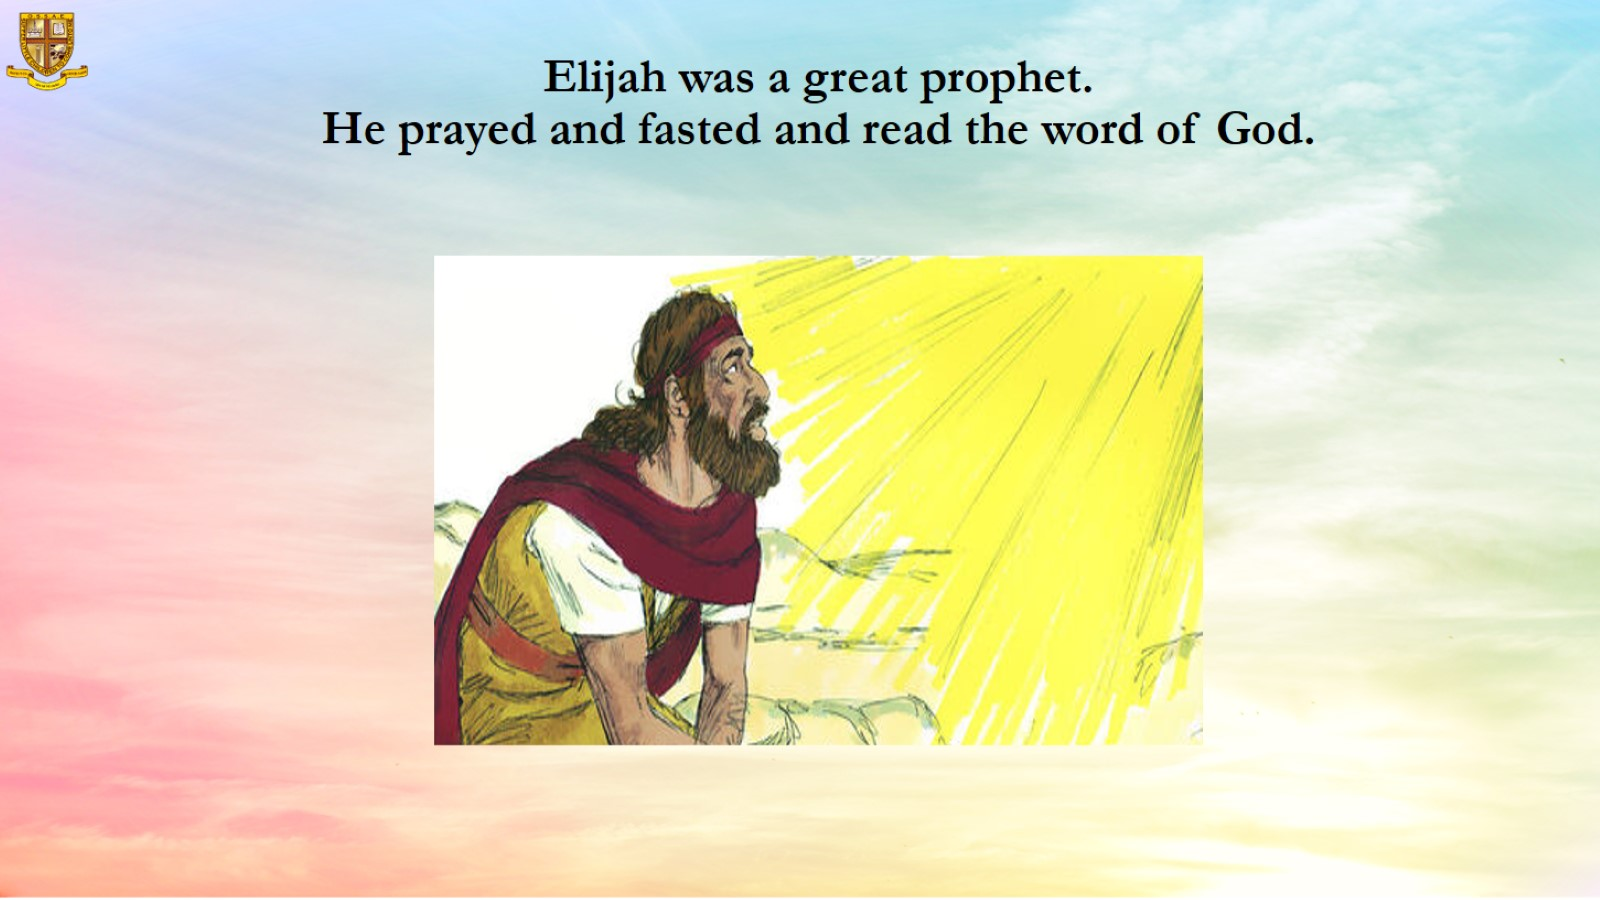 O.S.S.A.E
Elijah was a great prophet.
He prayed and fasted and read the word of God.